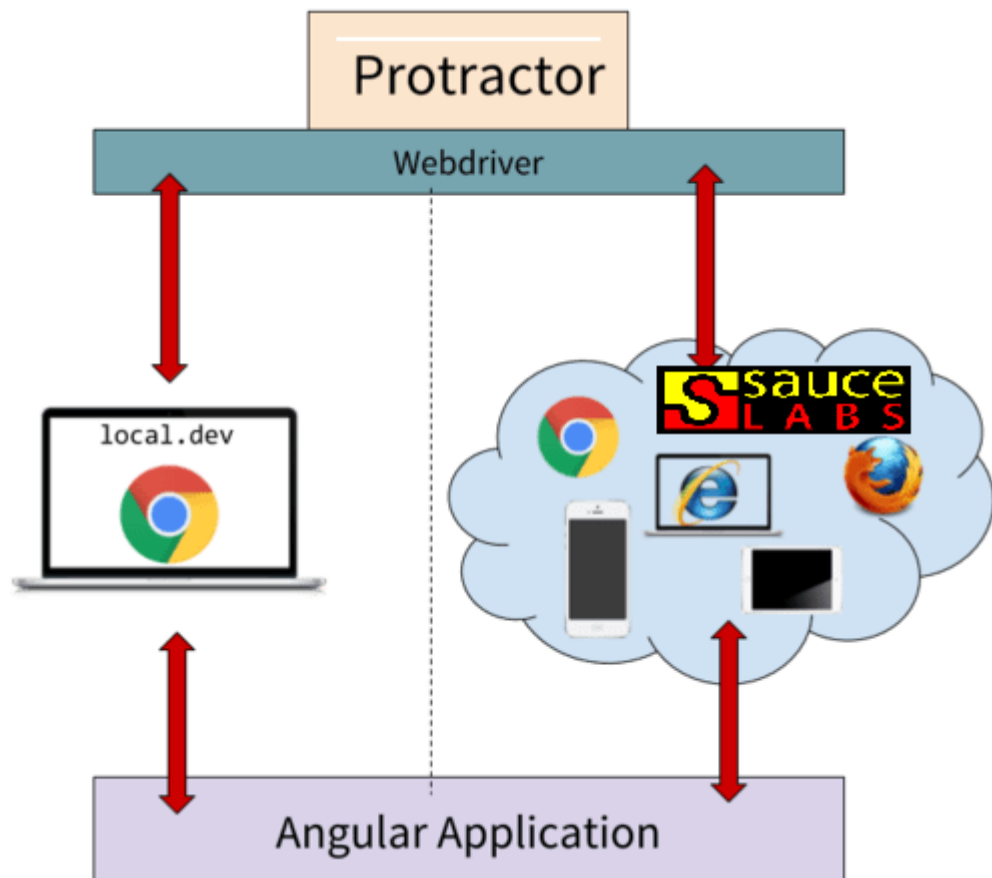 Protractor
Webdriver
local.dev
sauce
LABS
Angular Application